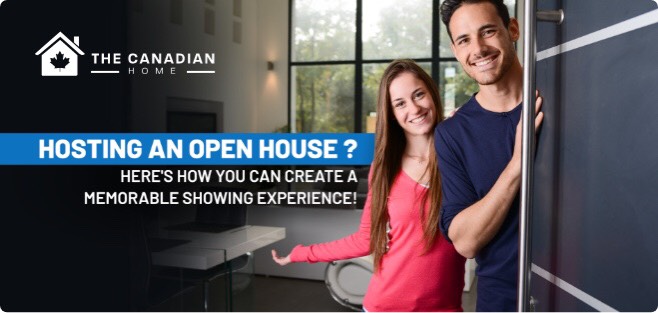 THE CANADIAN
HOME
HOSTING AN OPEN HOUSE ?
HERE'S HOW YOU CAN CREATE A
MEMORABLE SHOWING EXPERIENCE!